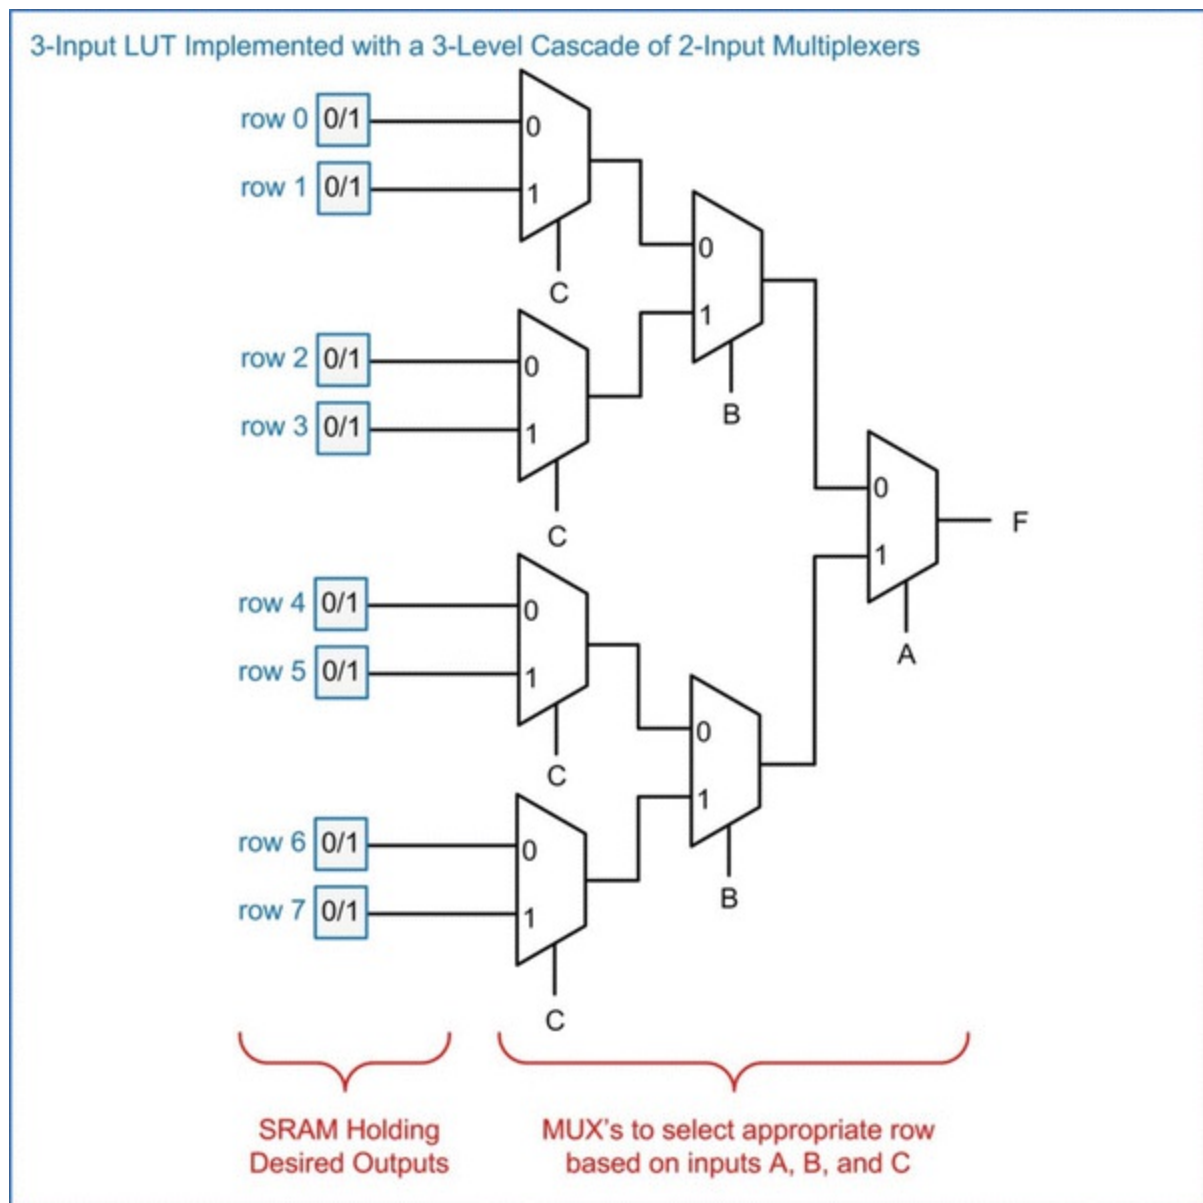 3-Input LUT Implemented with a 3-Level Cascade of 2-Input Multiplexers
row 0 0/1 0
row 1 0/1 1
C
0
1
B
row 2 0/1 0
row 3 0/1 1
C
0
1
F
A
row 4 0/1 0
row 5 0/1 1
C
0
1
B
row 6 0/1 0
row 7 0/1 1
C
SRAM Holding
Desired Outputs
MUX's to select appropriate row
based on inputs A, B, and C